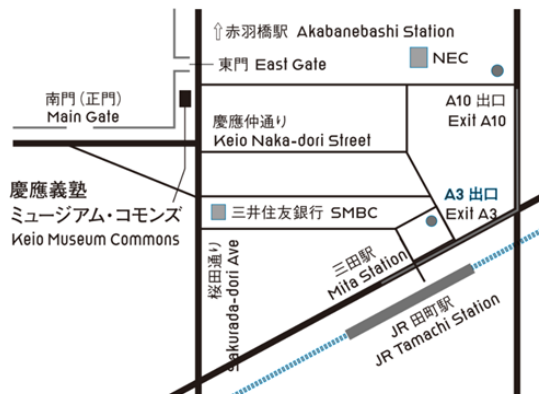 ⇧赤羽橋駅 Akabanebashi Station
NEC
東門 East Gate
南門（正門）
Main Gate
A10 出口
Exit A10
慶應仲通り
Keio Naka-dori Street
慶應義塾
ミュージアム・コモンズ
Keio Museum Commons
A3 出口
Exit A3
三井住友銀行 SMBC
桜田通り
Sakurada-dori Ave
三田駅
Mita Station
JR 田町駅
JR Tamachi Station